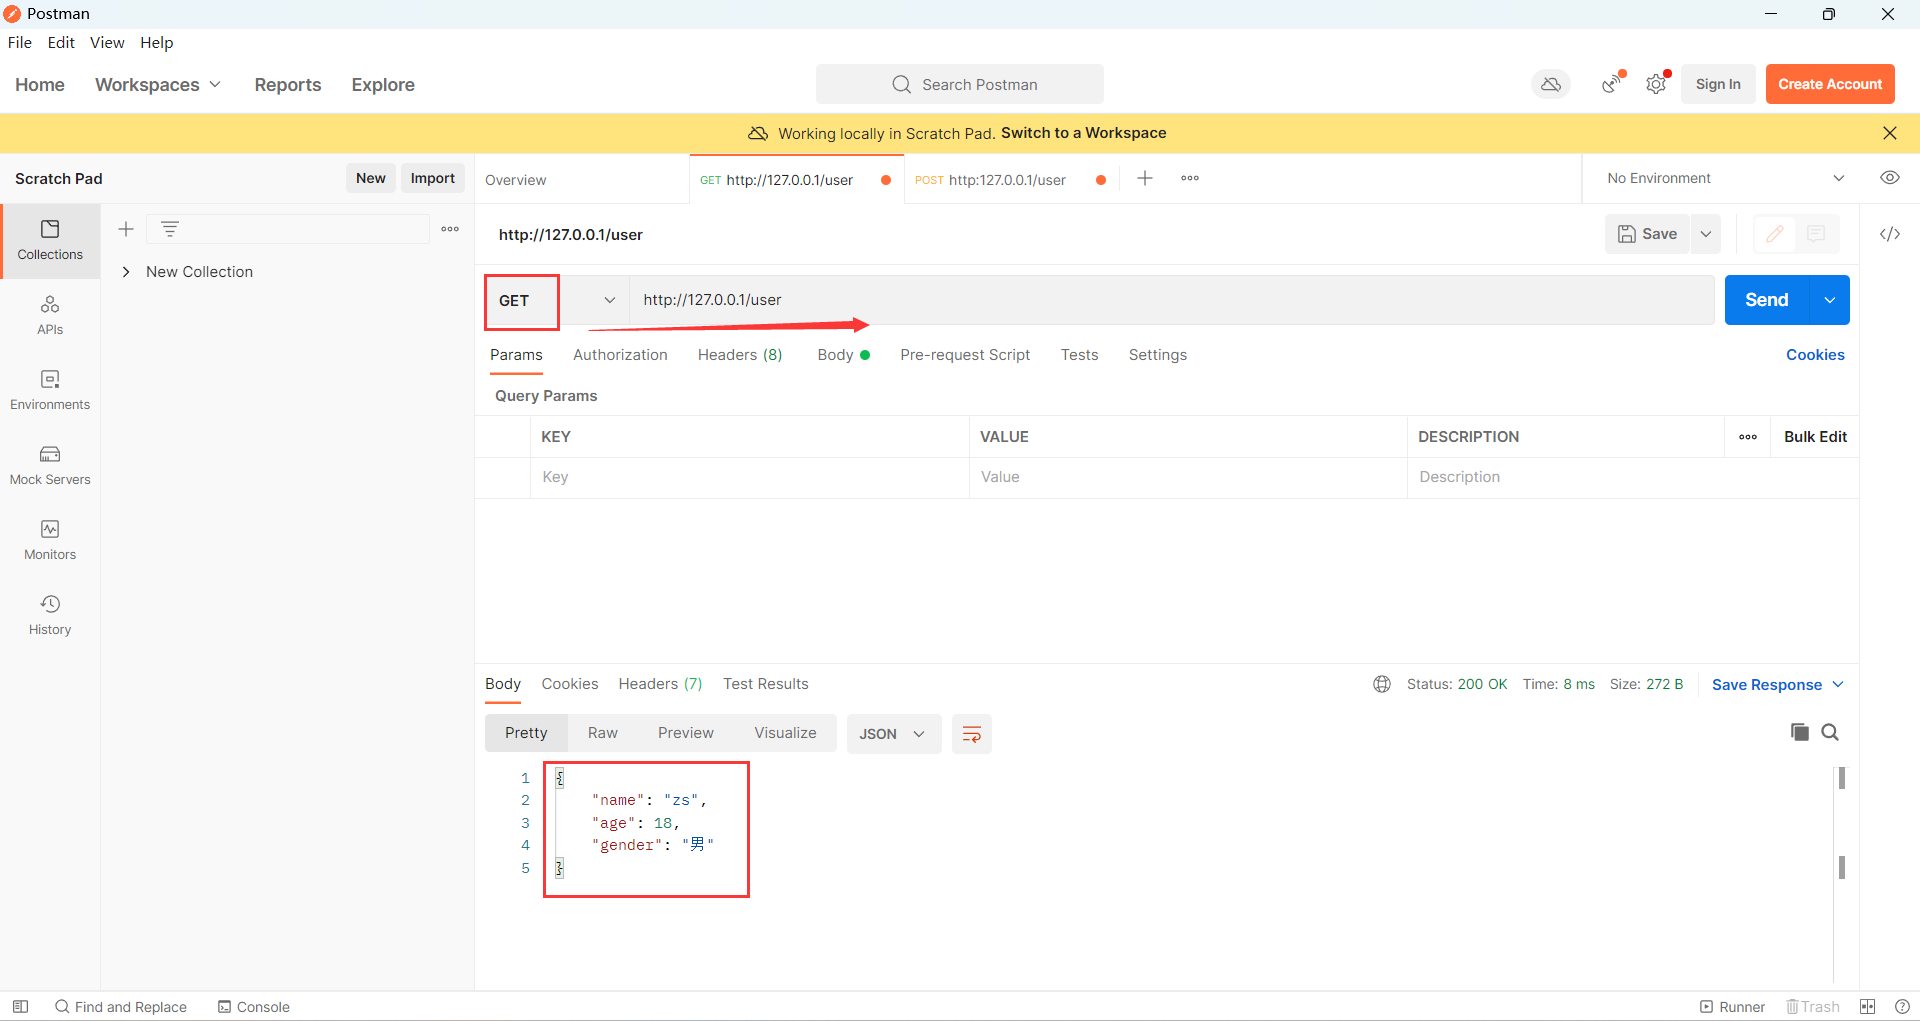 Postman
File Edit View Help
Home Workspaces Reports Explore Search Postman Sign In Create Account
Working locally in Scratch Pad. Switch to a Workspace
Scratch Pad New Import Overview GET http://127.0.0.1/user POST http:127.0.0.1/user No Environment
http://127.0.0.1/user Save
Collections
New Collection
GET http://127.0.0.1/user Send
APIs
Params Authorization Headers (8) Body Pre-request Script Tests Settings Cookies
Query Params
Environments
KEY VALUE DESCRIPTION Bulk Edit
Key Value Description
Mock Servers
Monitors
History
Body Cookies Headers (7) Test Results Status: 200 OK Time: 8 ms Size: 272 B Save Response
Pretty Raw Preview Visualize JSON
1 {
2 "name": "zs",
3 "age": 18,
4 "gender": "男"
5 }
Find and Replace Console Runner Trash